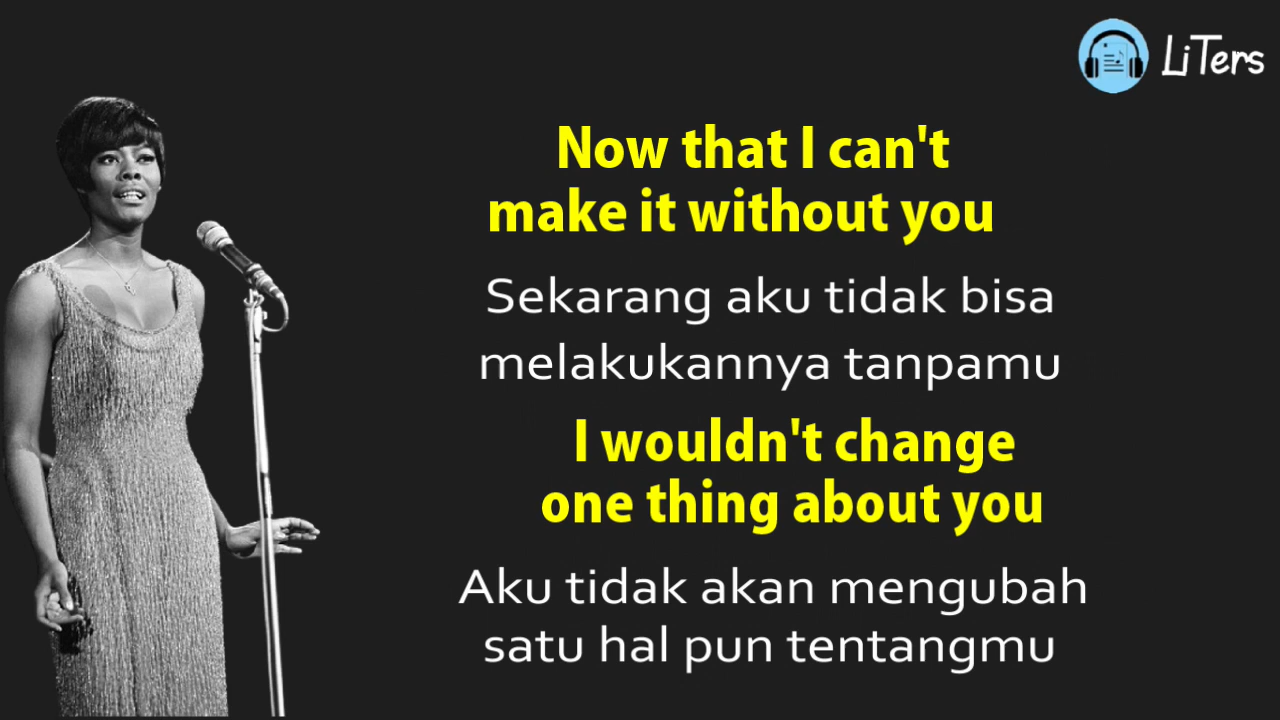 LiTers
Now that I can't
make it without you
Sekarang aku tidak bisa
melakukannya tanpamu
I wouldn't change
one thing about you
Aku tidak akan mengubah
satu hal pun tentangmu